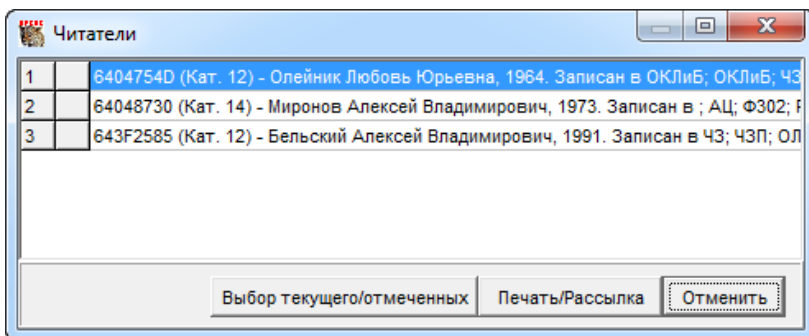 Читатели
1 6404754D (Кат. 12) - Олейник Любовь Юрьевна, 1964. Записан в ОКЛиБ; ОКЛиБ; ЧЗ
2 64048730 (Кат. 14) - Миронов Алексей Владимирович, 1973. Записан в ; АЦ; Ф302;
3 643F2585 (Кат. 12) - Бельский Алексей Владимирович, 1991. Записан в ЧЗ; ЧЗП; ОЛ
Выбор текущего/отмеченных Печать/Рассылка Отменить